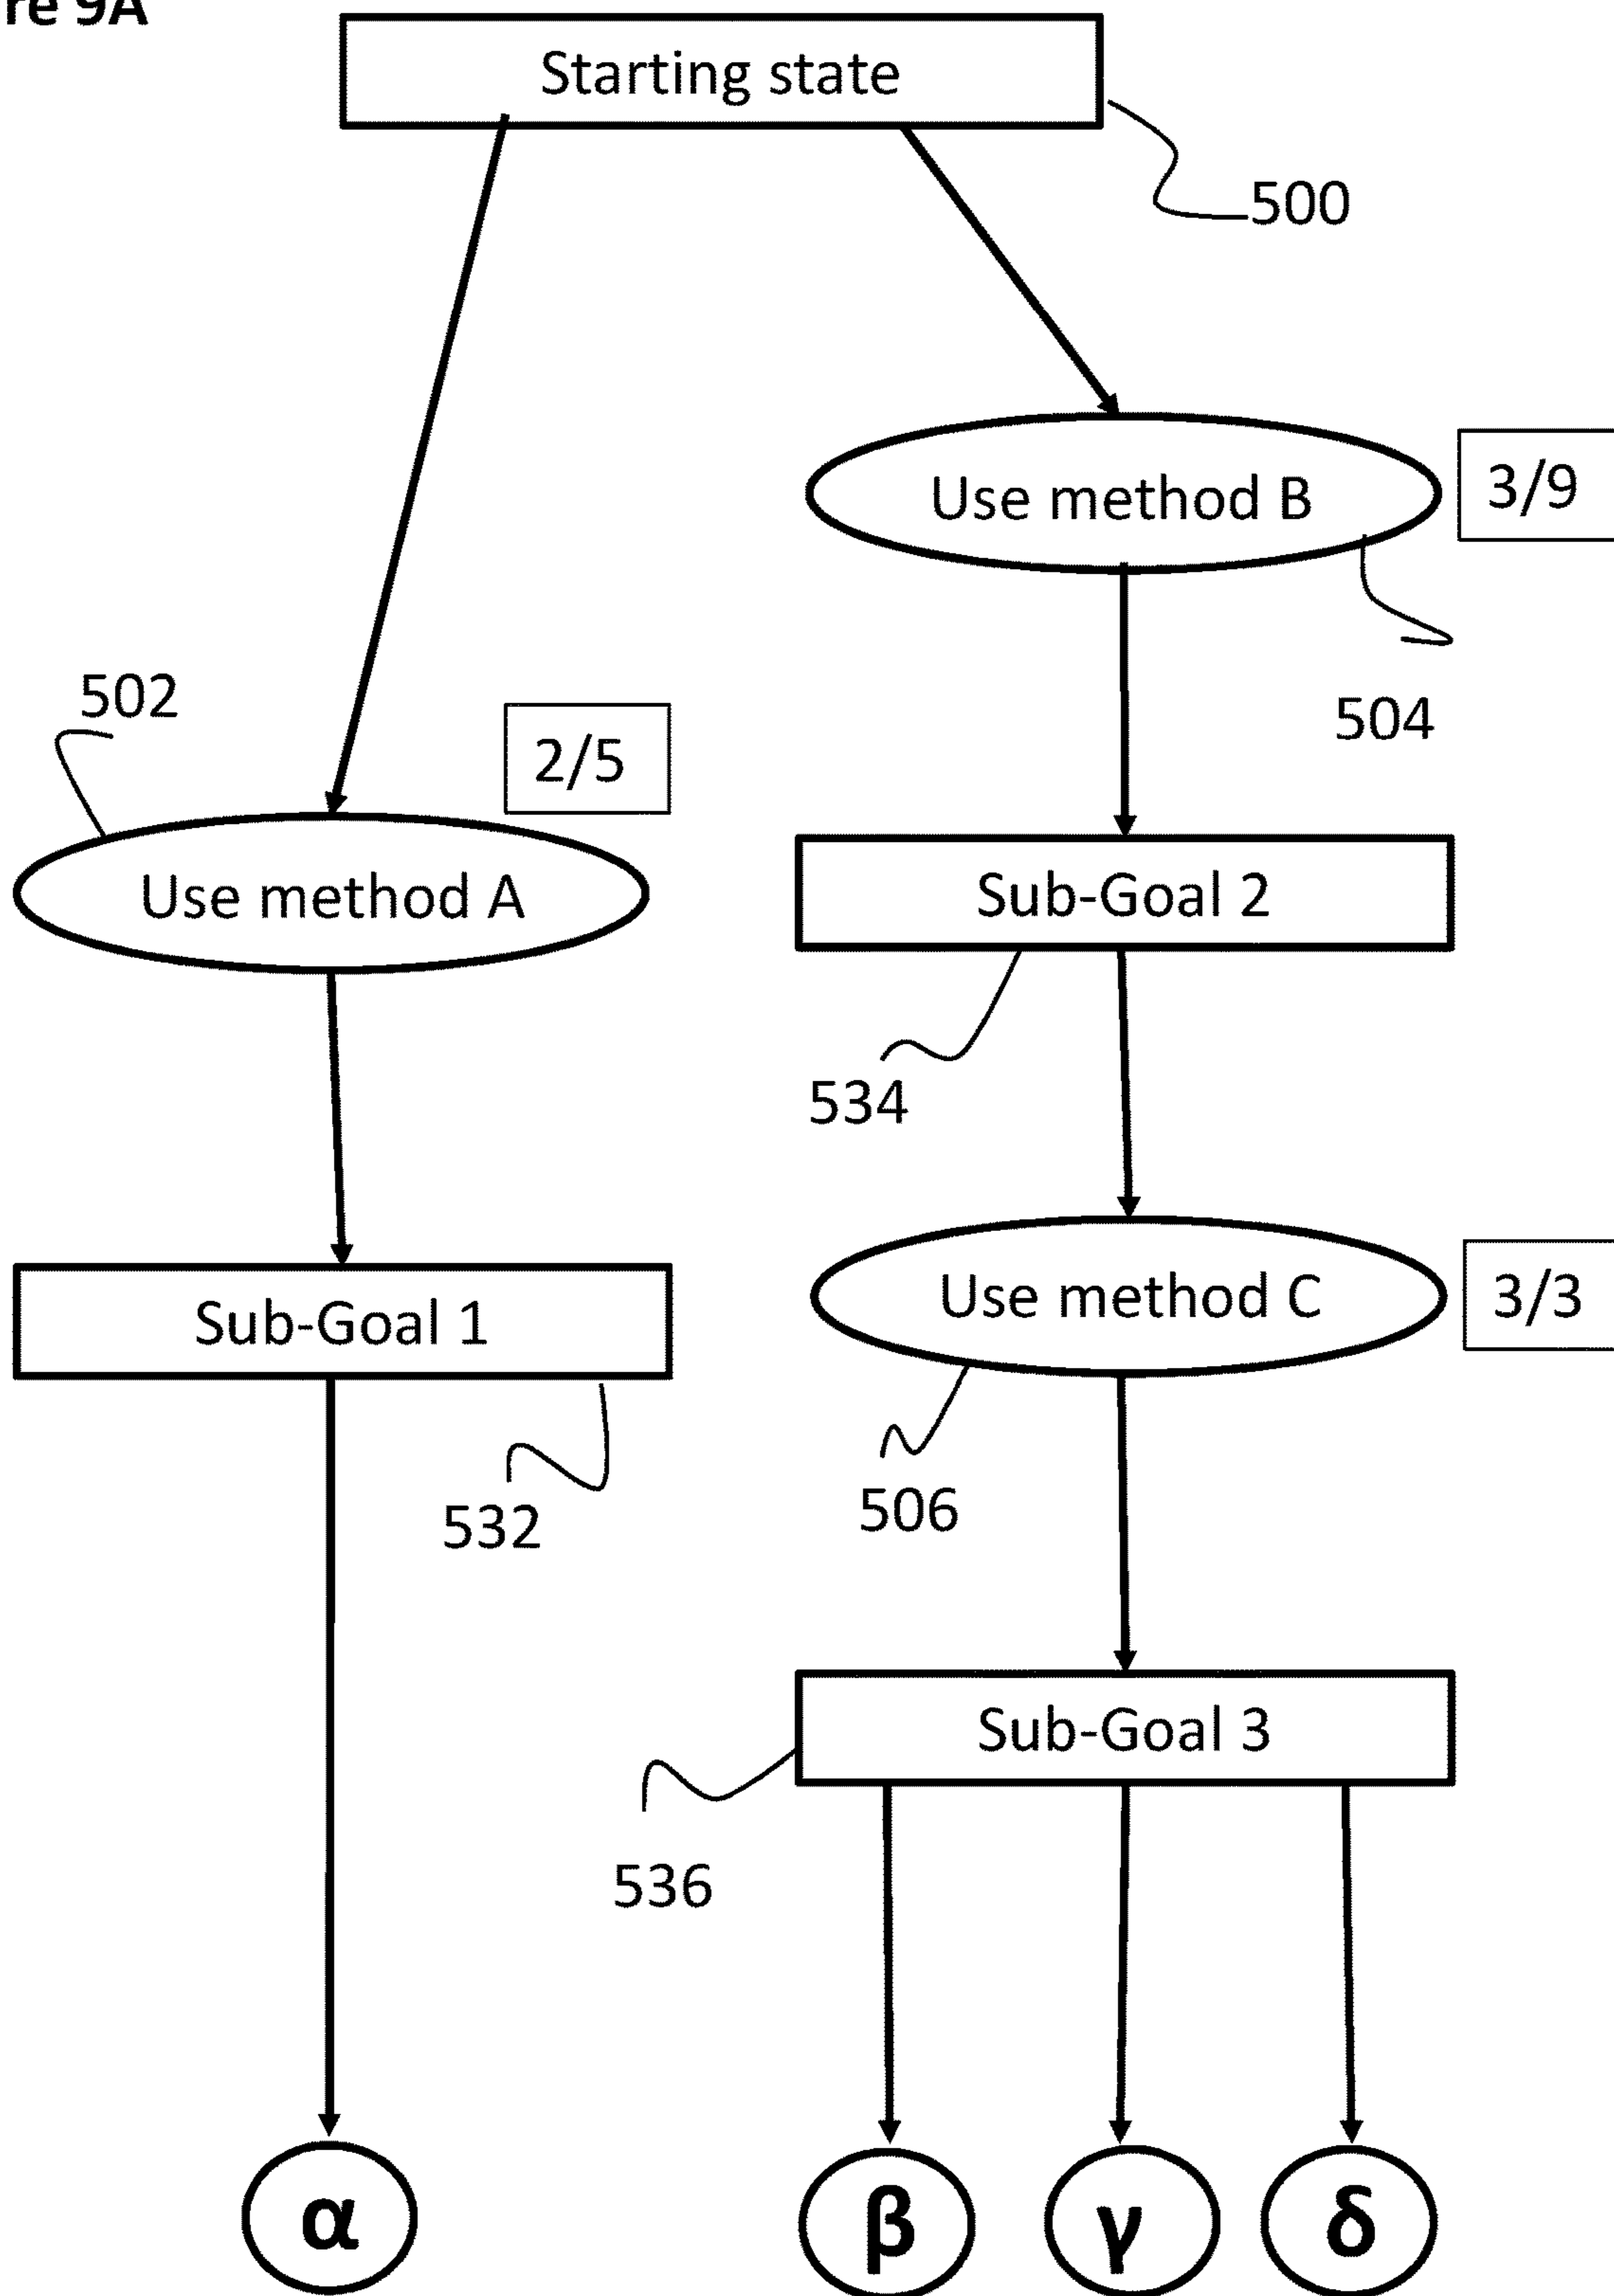 re 9A
Starting state
500
Use method B
3/9
502
504
2/5
Use method A
Sub-Goal 2
534
Use method C
3/3
Sub-Goal 1
532
506
Sub-Goal 3
536
α
β
γ
δ